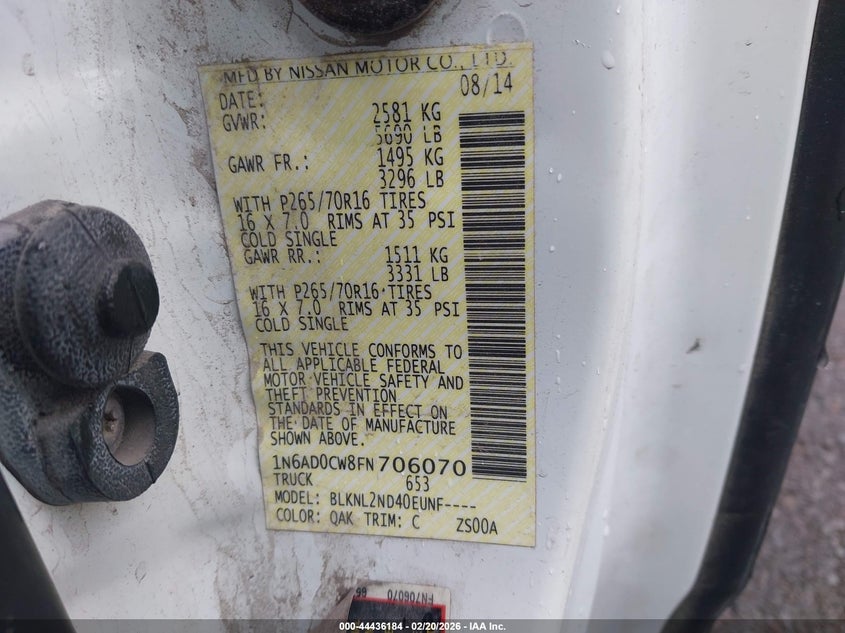 MFD BY NISSAN MOTOR CO., LTD.
DATE: 08/14
GVWR: 2581 KG
5690 LB
GAWR FR.: 1495 KG
3296 LB
WITH P265/70R16 TIRES
16 X 7.0 RIMS AT 35 PSI
COLD SINGLE
GAWR RR.: 1511 KG
3331 LB
WITH P265/70R16 TIRES
16 X 7.0 RIMS AT 35 PSI
COLD SINGLE
THIS VEHICLE CONFORMS TO
ALL APPLICABLE FEDERAL
MOTOR VEHICLE SAFETY AND
THEFT PREVENTION
STANDARDS IN EFFECT ON
THE DATE OF MANUFACTURE
SHOWN ABOVE.
1N6AD0CW8FN706070
TRUCK 653
MODEL: BLKNL2ND40EUNF----
COLOR: QAK TRIM: C ZS00A
FN706070 66
000-44436184 | 02/20/2026 - IAA Inc.